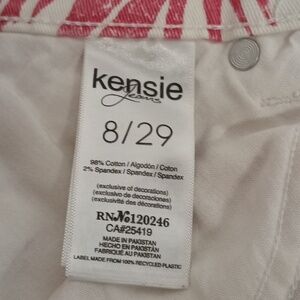 kensie
Jeans
8/29
98% Cotton / Algodón / Coton
2% Spandex / Spandex / Spandex
(exclusive of decorations)
(exclusivo de decoraciones)
(exclusivité des décorations)
RN№120246
CA#25419
MADE IN PAKISTAN
HECHO EN PAKISTAN
FABRIQUÉ AU PAKISTAN
LABEL MADE FROM 100% RECYCLED PLASTIC